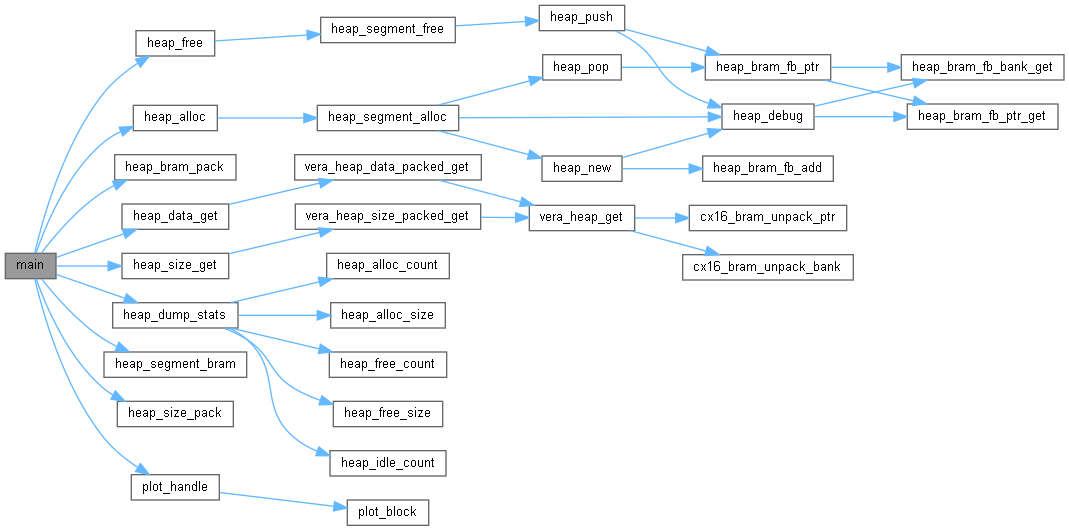 main
heap_free
heap_alloc
heap_bram_pack
heap_data_get
heap_size_get
heap_dump_stats
heap_segment_bram
heap_size_pack
plot_handle
heap_segment_free
heap_segment_alloc
vera_heap_data_packed_get
vera_heap_size_packed_get
heap_alloc_count
heap_alloc_size
heap_free_count
heap_free_size
heap_idle_count
plot_block
heap_push
heap_pop
heap_new
vera_heap_get
heap_bram_fb_ptr
heap_debug
heap_bram_fb_add
cx16_bram_unpack_ptr
cx16_bram_unpack_bank
heap_bram_fb_bank_get
heap_bram_fb_ptr_get